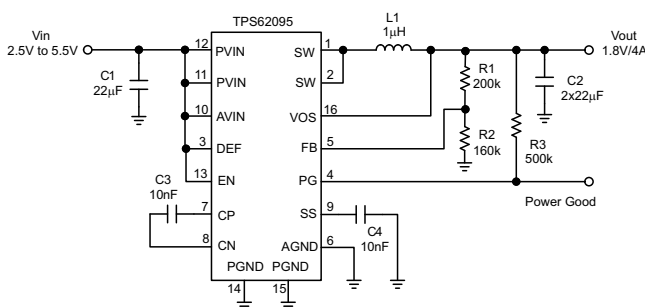 TPS62095
L1
1μH
Vin
2.5V to 5.5V
Vout
1.8V/4A
12 PVIN SW 1
C1
22μF
11 PVIN SW 2
R1
200k
C2
2x22μF
10 AVIN VOS 16
3 DEF FB 5
R2
160k
R3
500k
13 EN PG 4
Power Good
C3
10nF
7 CP SS 9
C4
10nF
8 CN AGND 6
PGND PGND
14 15